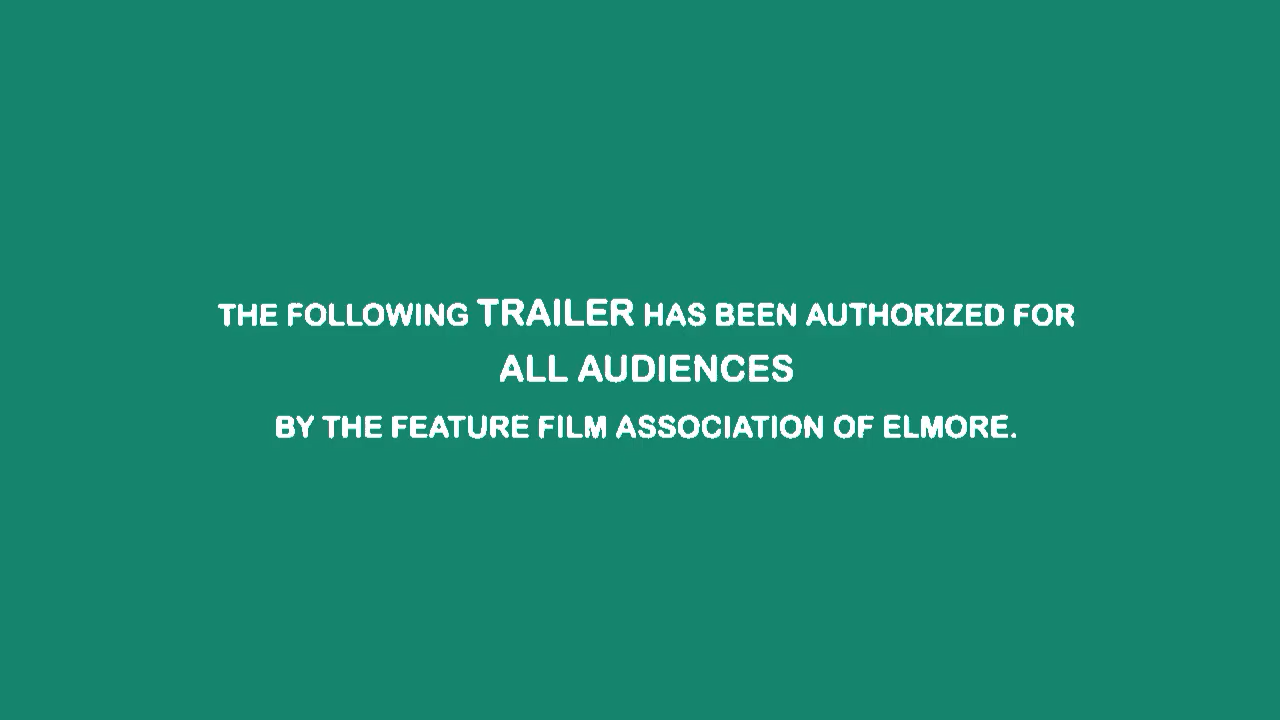 THE FOLLOWING TRAILER HAS BEEN AUTHORIZED FOR
ALL AUDIENCES
BY THE FEATURE FILM ASSOCIATION OF ELMORE.